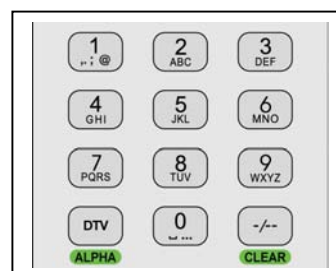 1 2 3
,. ; @ ABC DEF
4 5 6
GHI JKL MNO
7 8 9
PQRS TUV WXYZ
DTV 0 -/--
␣ ...
ALPHA CLEAR